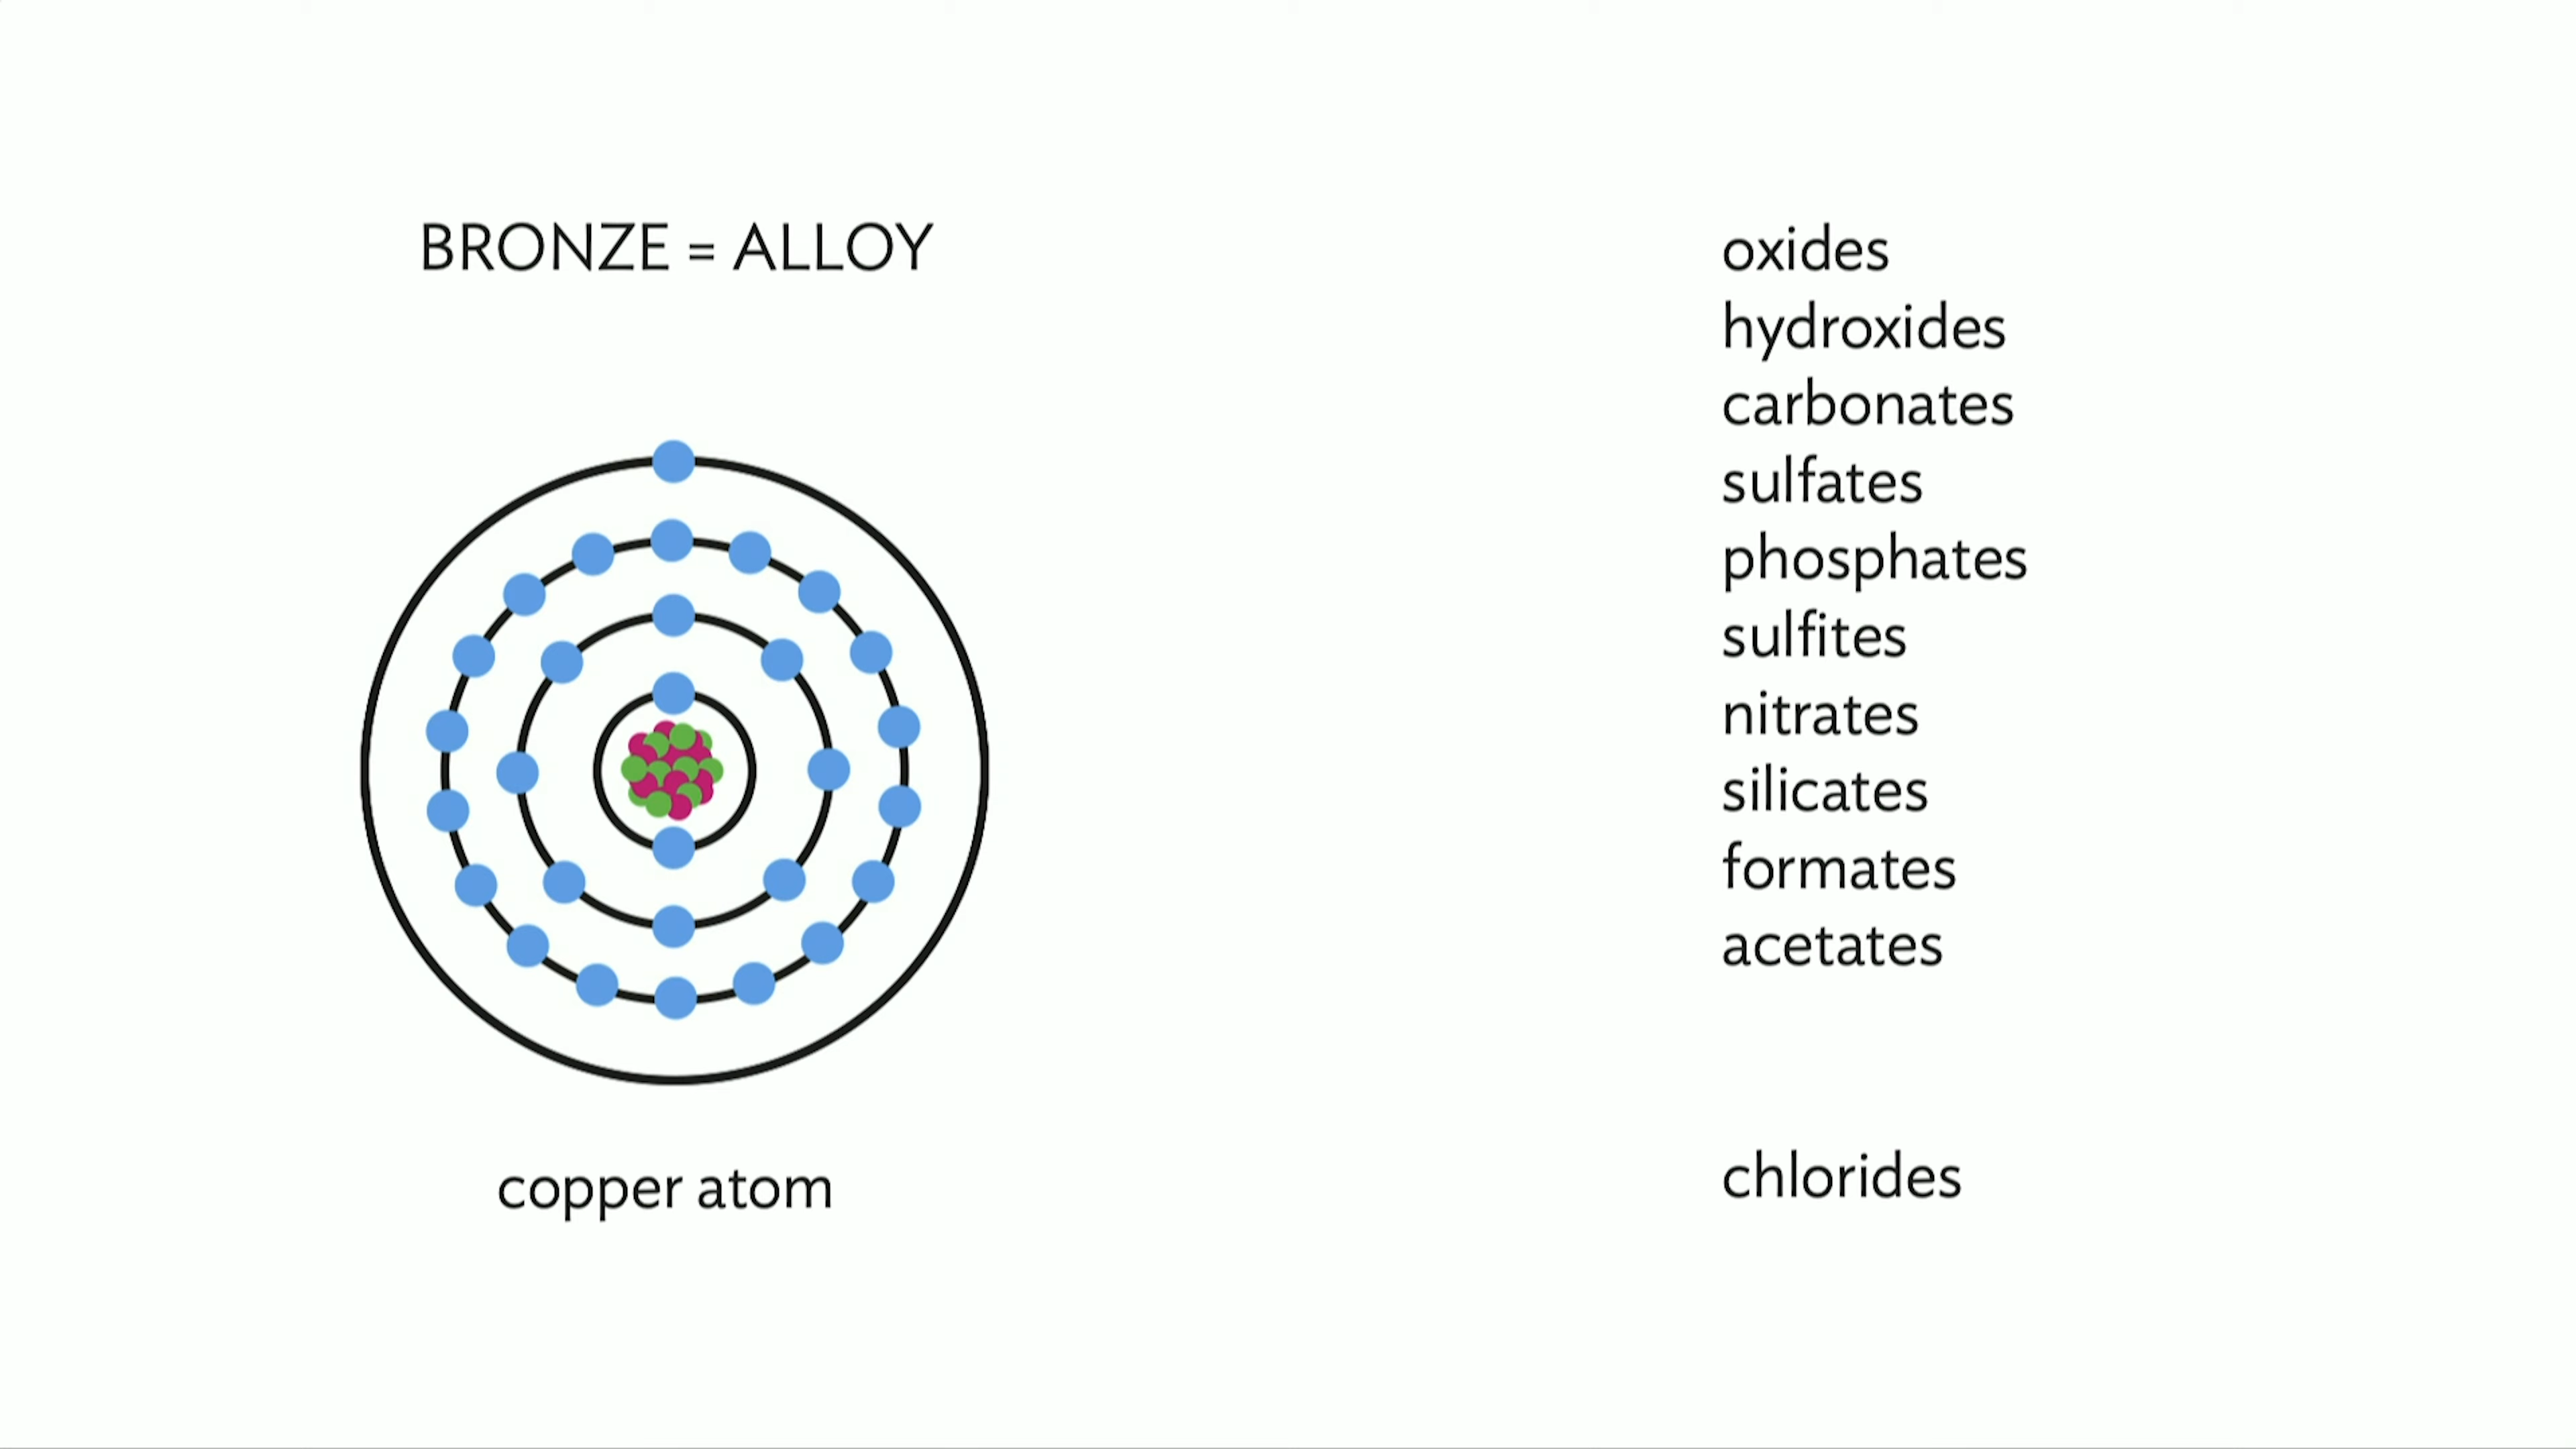 BRONZE = ALLOY
copper atom
oxides
hydroxides
carbonates
sulfates
phosphates
sulfites
nitrates
silicates
formates
acetates
chlorides